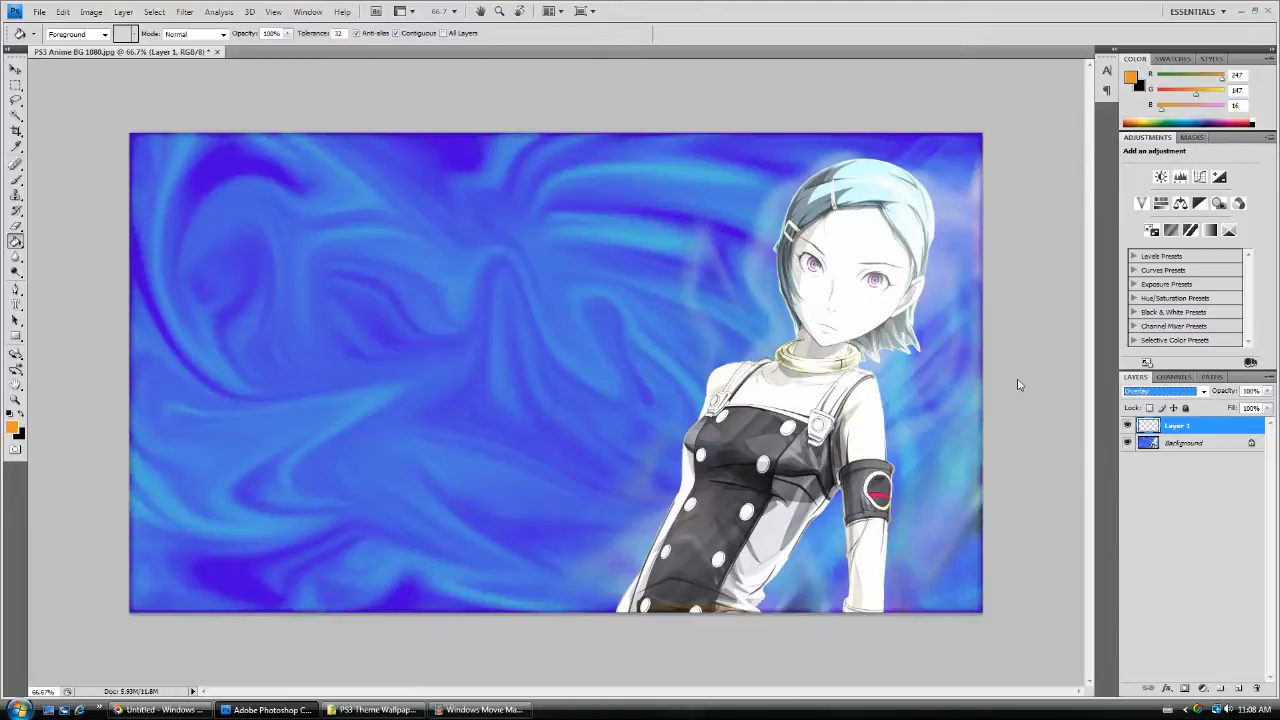 Ps File Edit Image Layer Select Filter Analysis 3D View Window Help Br 66.7 ESSENTIALS
Foreground Mode: Normal Opacity: 100% Tolerance: 32 Anti-alias Contiguous All Layers
PS3 Anime BG 1080.jpg @ 66.7% (Layer 1, RGB/8) *
COLOR SWATCHES STYLES
R 247
G 147
B 16
ADJUSTMENTS MASKS
Add an adjustment
Levels Presets
Curves Presets
Exposure Presets
Hue/Saturation Presets
Black & White Presets
Channel Mixer Presets
Selective Color Presets
LAYERS CHANNELS PATHS
Overlay Opacity: 100%
Lock: Fill: 100%
Layer 1
Background
66.67% Doc: 5.93M/11.8M
Untitled - Windows ... Adobe Photoshop C... PS3 Theme Wallpap... Windows Movie Ma... 11:08 AM